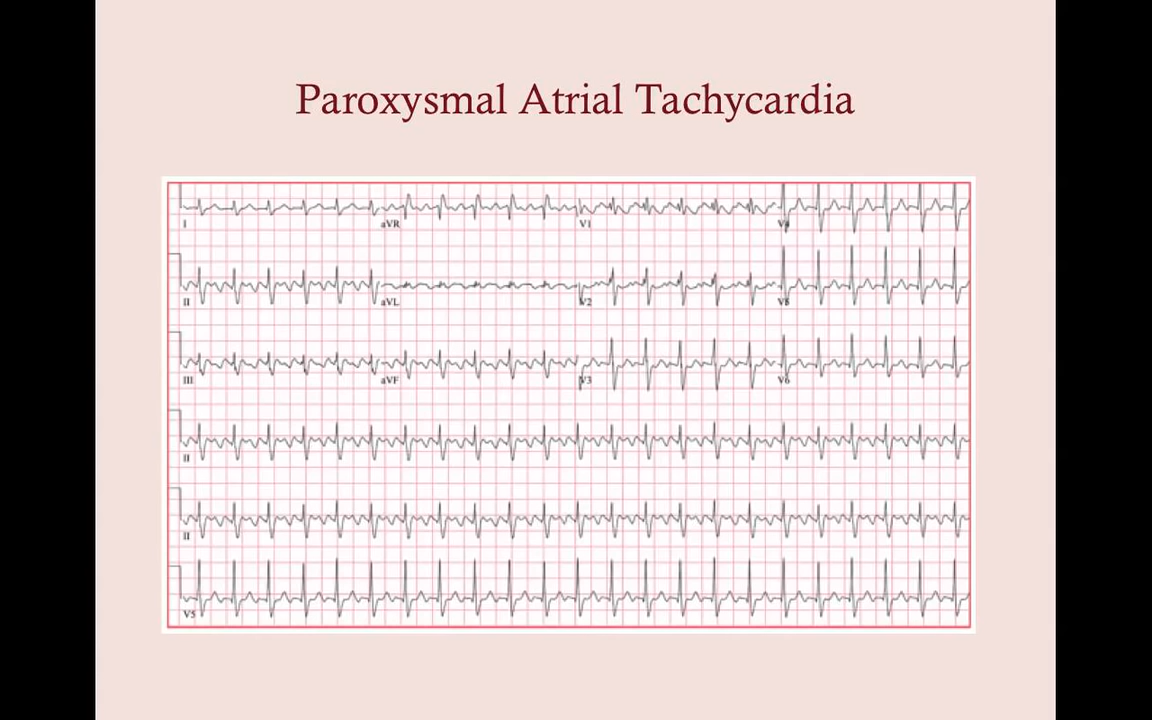 Paroxysmal Atrial Tachycardia
I aVR V1 V4
II aVL V2 V5
III aVF V3 V6
II
II
V5